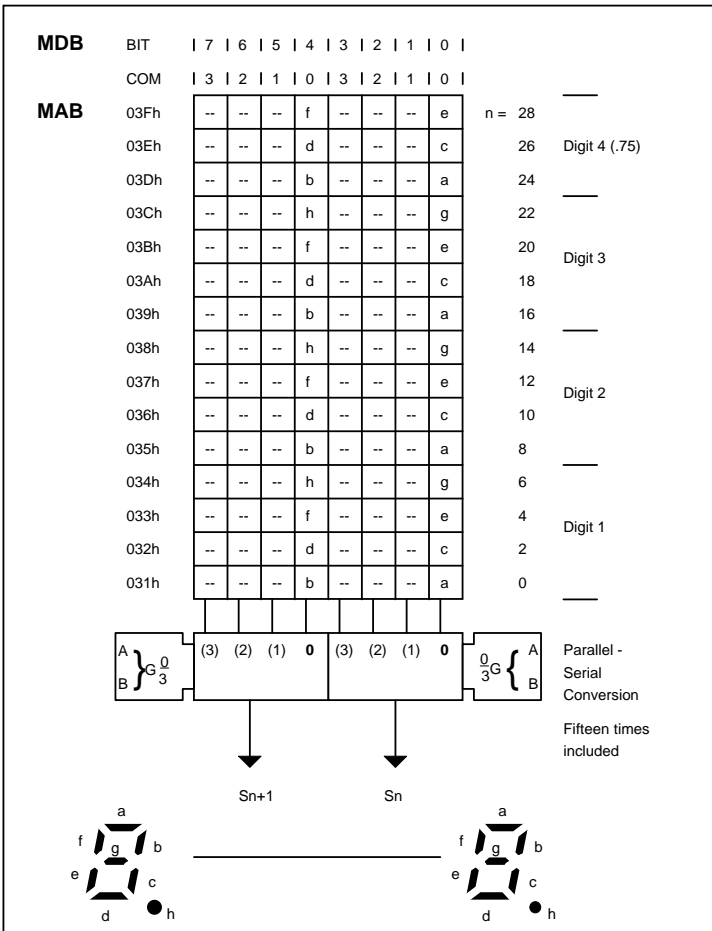 MDB BIT 7 6 5 4 3 2 1 0
COM 3 2 1 0 3 2 1 0
MAB 03Fh -- -- -- f -- -- -- e n = 28
03Eh -- -- -- d -- -- -- c 26 Digit 4 (.75)
03Dh -- -- -- b -- -- -- a 24
03Ch -- -- -- h -- -- -- g 22
03Bh -- -- -- f -- -- -- e 20
Digit 3
03Ah -- -- -- d -- -- -- c 18
039h -- -- -- b -- -- -- a 16
038h -- -- -- h -- -- -- g 14
037h -- -- -- f -- -- -- e 12
Digit 2
036h -- -- -- d -- -- -- c 10
035h -- -- -- b -- -- -- a 8
034h -- -- -- h -- -- -- g 6
033h -- -- -- f -- -- -- e 4
Digit 1
032h -- -- -- d -- -- -- c 2
031h -- -- -- b -- -- -- a 0
A (3) (2) (1) 0 (3) (2) (1) 0 A Parallel -
} G 0/3 0/3 G { Serial
B B Conversion
Fifteen times
included
Sn+1 Sn
a a
f g b f g b
e c e c
d h d h